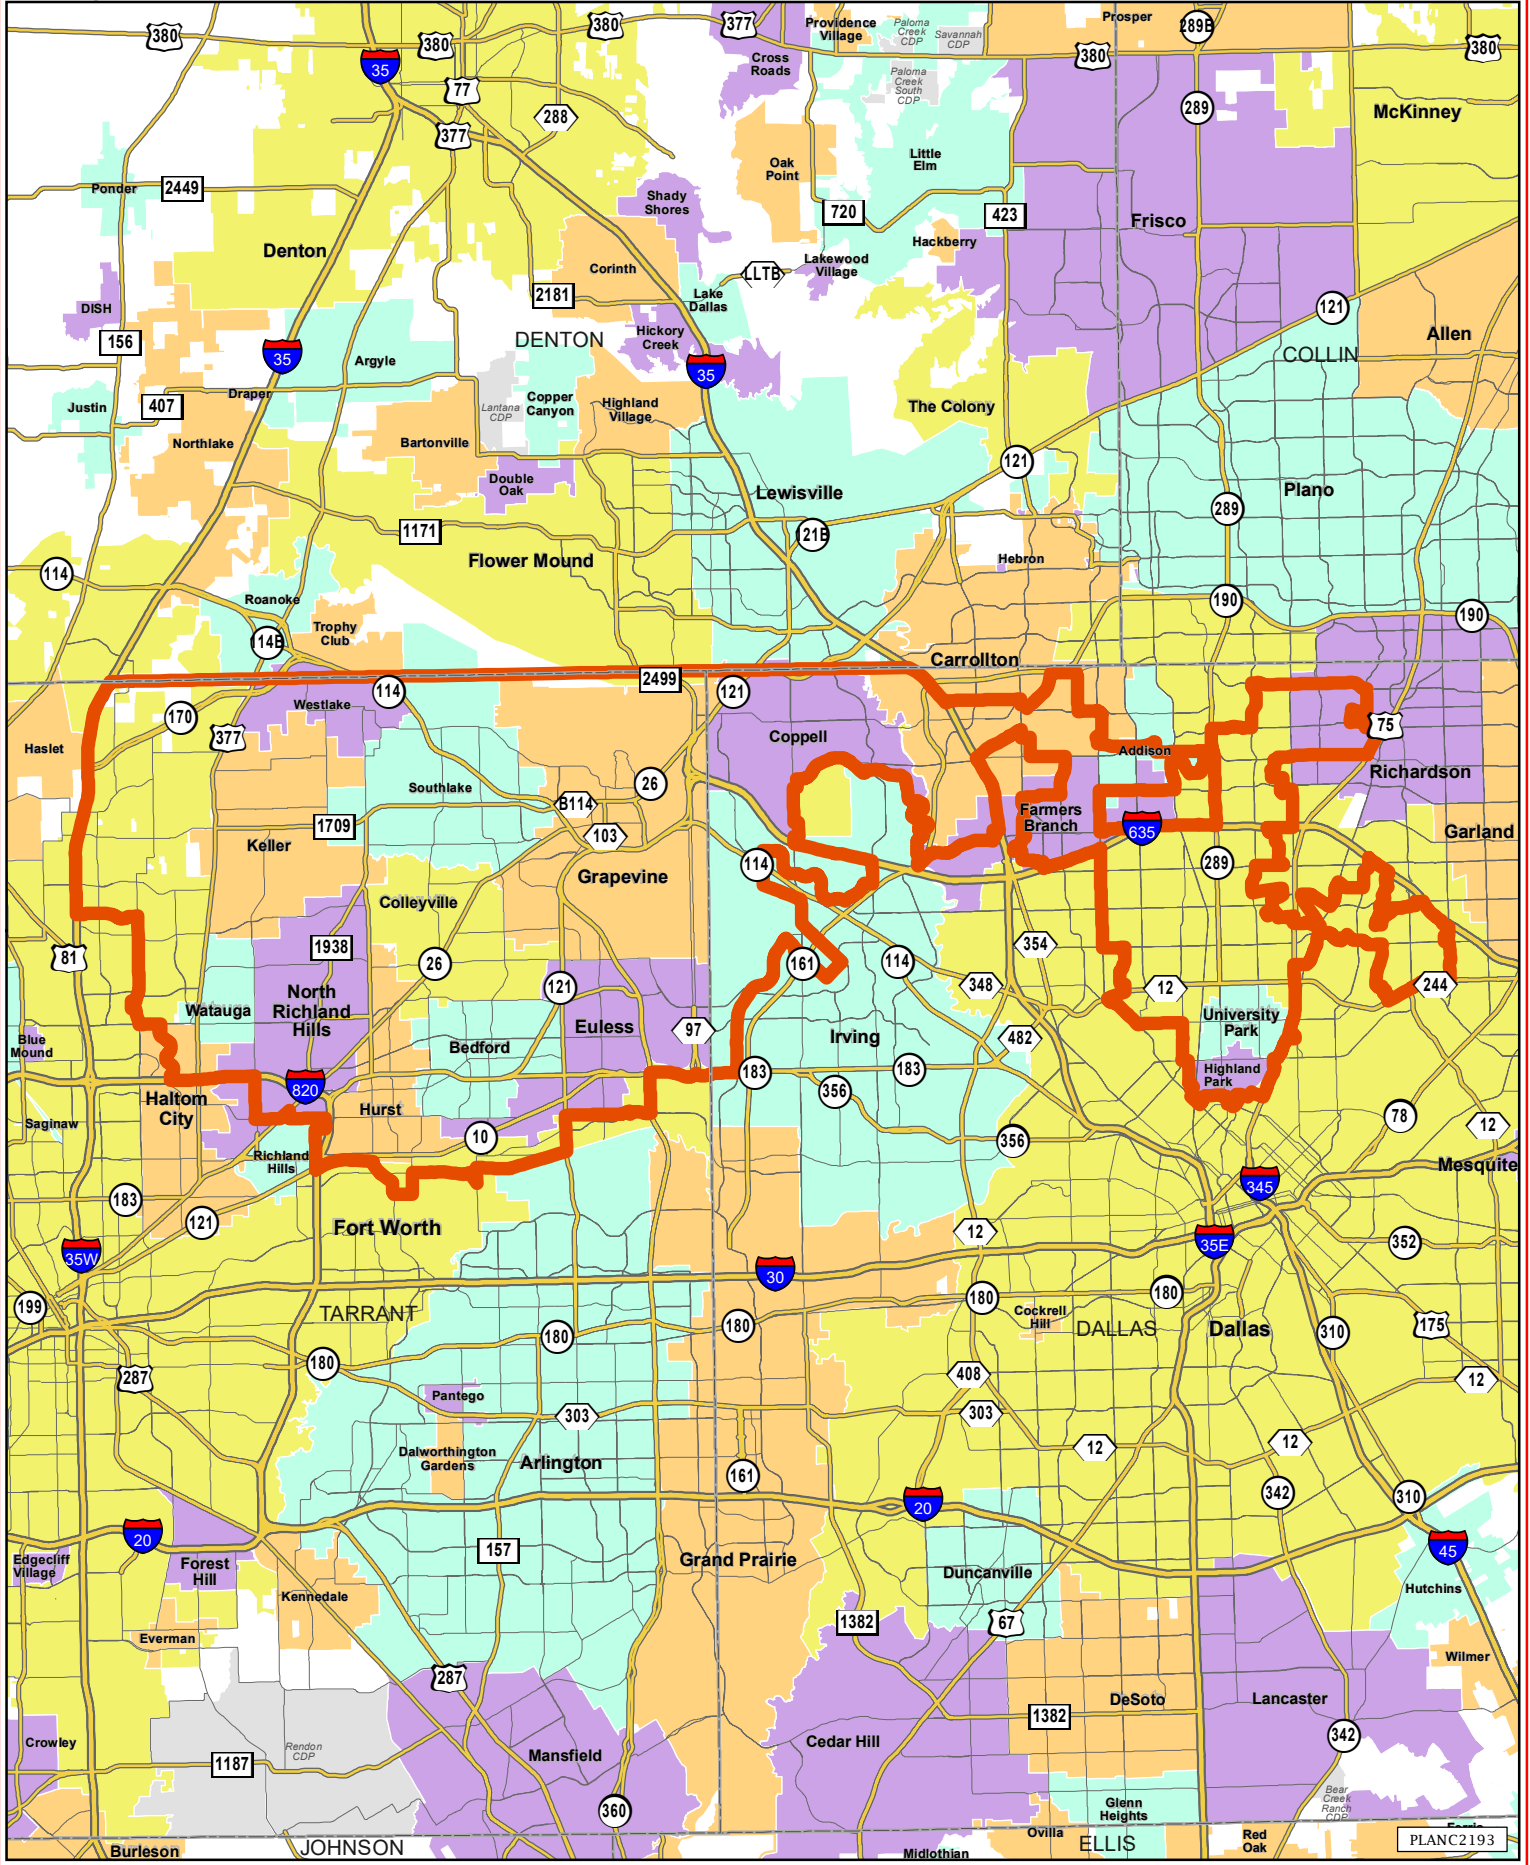 380
380
380
377
Providence
Village
Paloma
Creek
CDP
Savannah
CDP
Prosper
289B
380
380
35
77
Cross
Roads
Paloma
Creek
South
CDP
289
McKinney
288
377
Oak
Point
Little
Elm
Ponder
2449
Shady
Shores
720
423
Frisco
Denton
Hackberry
Corinth
Lakewood
Village
LLTB
DISH
2181
Lake
Dallas
121
156
DENTON
Hickory
Creek
Allen
35
Argyle
35
COLLIN
Draper
Justin
407
Lantana
CDP
Copper
Canyon
Highland
Village
The Colony
Northlake
Bartonville
121
Double
Oak
Lewisville
Plano
289
1171
121B
Flower Mound
Hebron
114
Roanoke
190
190
Trophy
Club
114B
Carrollton
2499
114
121
Westlake
170
377
75
Haslet
Coppell
Addison
Richardson
26
Southlake
B114
1709
103
Farmers
Branch
635
Garland
Keller
Grapevine
114
289
Colleyville
1938
354
81
26
161
114
121
348
12
244
North
Richland
Hills
Watauga
University
Park
Euless
97
Irving
482
Blue
Mound
Bedford
Highland
Park
820
183
183
356
Haltom
City
Hurst
Saginaw
10
78
12
356
Richland
Hills
Mesquite
345
183
121
Fort Worth
12
35W
35E
352
30
199
180
180
TARRANT
Cockrell
Hill
180
180
DALLAS
Dallas
310
175
180
287
408
12
Pantego
303
303
12
12
Dalworthington
Gardens
Arlington
161
342
310
20
20
157
45
Edgecliff
Village
Forest
Hill
Grand Prairie
Duncanville
Hutchins
Kennedale
1382
67
Everman
Wilmer
287
DeSoto
Lancaster
1382
342
Crowley
Rendon
CDP
Mansfield
Cedar Hill
1187
Bear
Creek
Ranch
CDP
360
Glenn
Heights
Ovilla
Red
Oak
PLANC2193
Burleson
JOHNSON
ELLIS
Midlothian